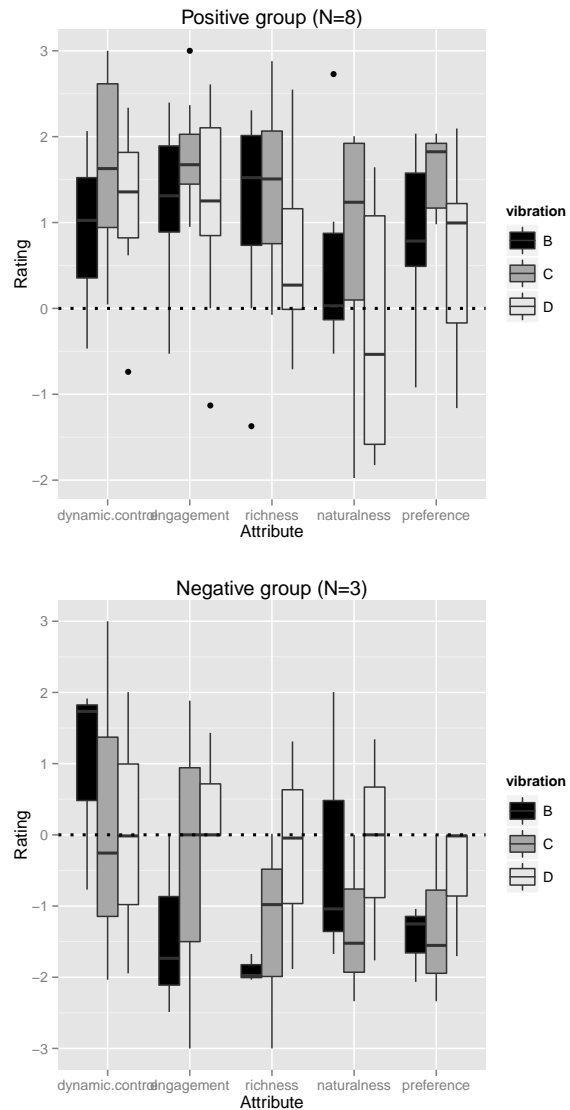 Positive group (N=8)
3
2
1
0
−1
−2
Rating
dynamic.control engagement richness naturalness preference
Attribute
vibration
B
C
D
Negative group (N=3)
3
2
1
0
−1
−2
−3
Rating
dynamic.control engagement richness naturalness preference
Attribute
vibration
B
C
D